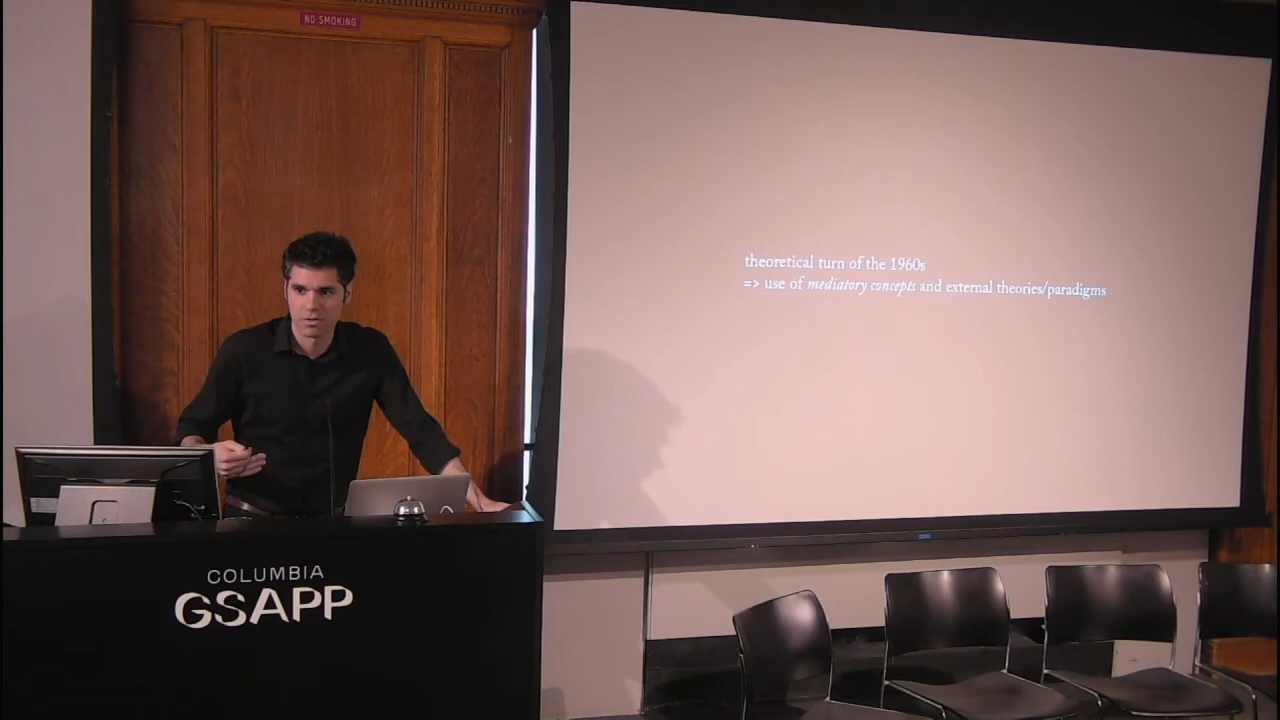 NO SMOKING
theoretical turn of the 1960s
=> use of mediatory concepts and external theories/paradigms
COLUMBIA
GSAPP